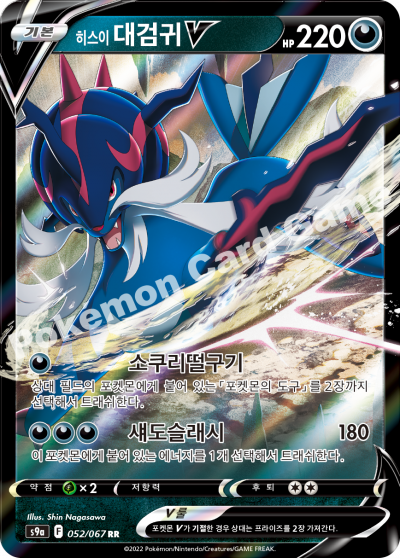 기본 히스이 대검귀 V HP 220
Pokémon Card Game
소쿠리떨구기
상대 필드의 포켓몬에게 붙어 있는 「포켓몬의 도구」를 2장까지
선택해서 트래쉬한다.
섀도슬래시 180
이 포켓몬에게 붙어 있는 에너지를 1개 선택해서 트래쉬한다.
약점 ×2 저항력 후퇴
Illus. Shin Nagasawa
V 룰
s9a F 052/067 RR
포켓몬V가 기절한 경우 상대는 프라이즈를 2장 가져간다.
©2022 Pokémon/Nintendo/Creatures/GAME FREAK.